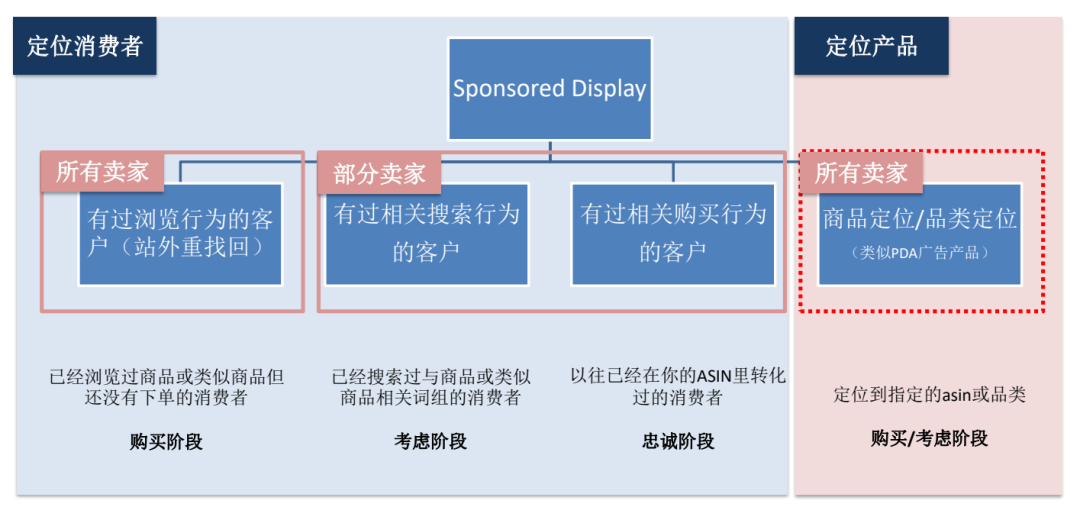 定位消费者
定位产品
Sponsored Display
所有卖家
部分卖家
所有卖家
有过浏览行为的客
户（站外重找回）
有过相关搜索行为
的客户
有过相关购买行为
的客户
商品定位/品类定位
（类似PDA广告产品）
已经浏览过商品或类似商品但
还没有下单的消费者
购买阶段
已经搜索过与商品或类似
商品相关词组的消费者
考虑阶段
以往已经在你的ASIN里转化
过的消费者
忠诚阶段
定位到指定的asin或品类
购买/考虑阶段